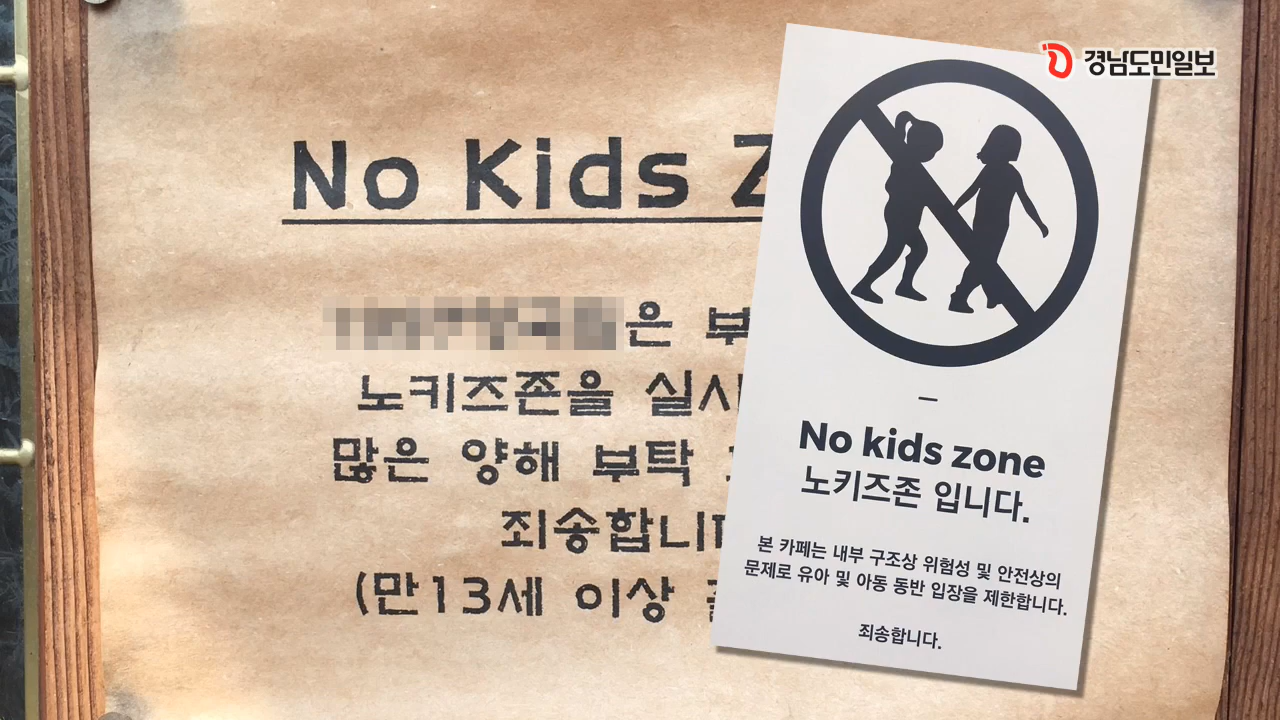 No Kids
은
노키즈존을
많은 양해 부탁
죄송합니
(만13세 이상
경남도민일보
No kids zone
노키즈존 입니다.
본 카페는 내부 구조상 위험성 및 안전상의
문제로 유아 및 아동 동반 입장을 제한합니다.
죄송합니다.